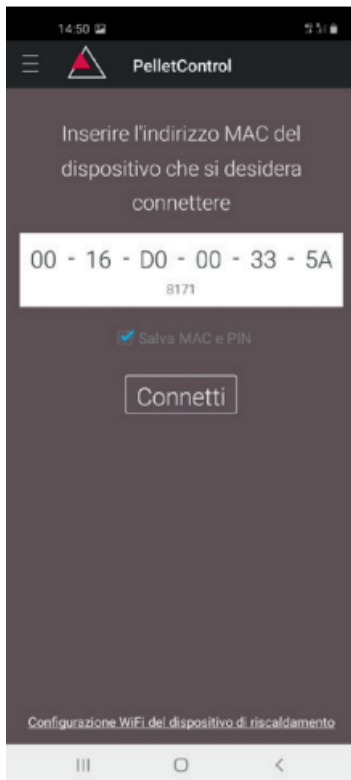 14:50
PelletControl
Inserire l'indirizzo MAC del
dispositivo che si desidera
connettere
00 - 16 - D0 - 00 - 33 - 5A
8171
Salva MAC e PIN
Connetti
Configurazione WiFi del dispositivo di riscaldamento